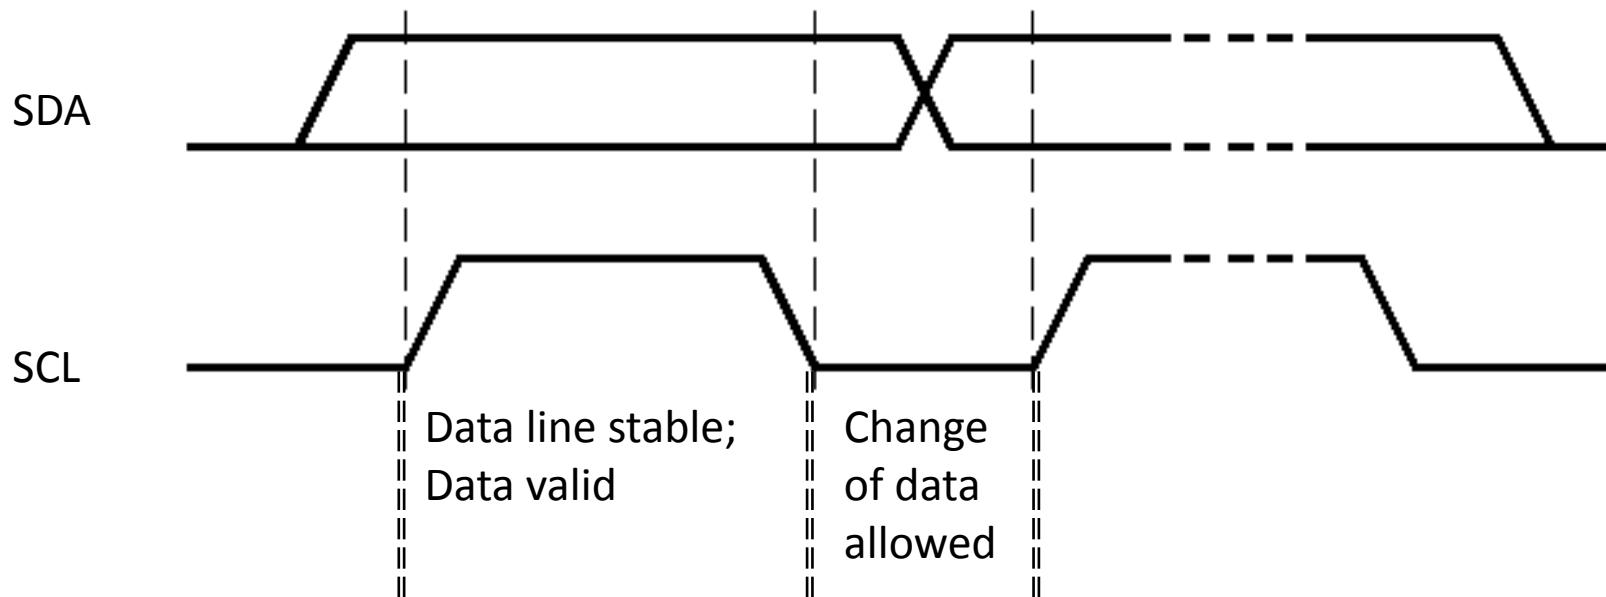 SDA
SCL
Data line stable;
Data valid
Change
of data
allowed